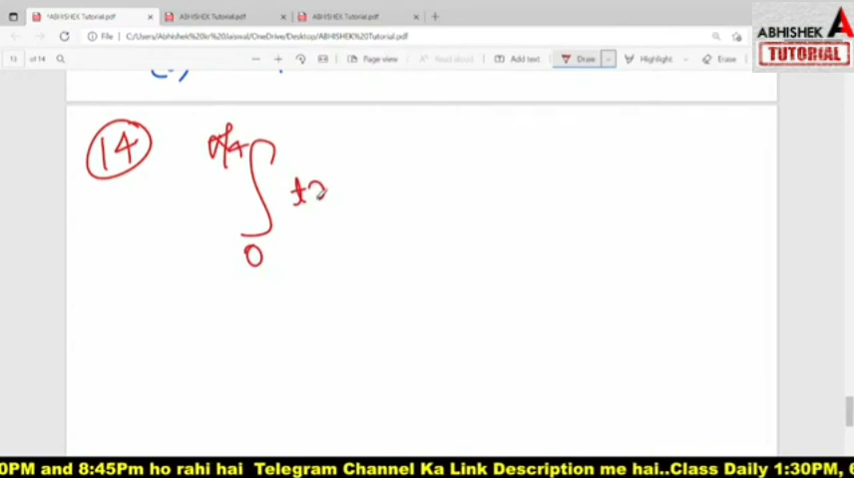 *ABHISHEK Tutorial.pdf
ABHISHEK Tutorial.pdf
ABHISHEK Tutorial.pdf
File
C:/Users/Abhishek%20kr%20Jaiswal/OneDrive/Desktop/ABHISHEK%20Tutorial.pdf
13 of 14
Page view
Read aloud
Add text
Draw
Highlight
Erase
ABHISHEK
TUTORIAL
14
π/4
∫
0
0PM and 8:45Pm ho rahi hai Telegram Channel Ka Link Description me hai..Class Daily 1:30PM, 6